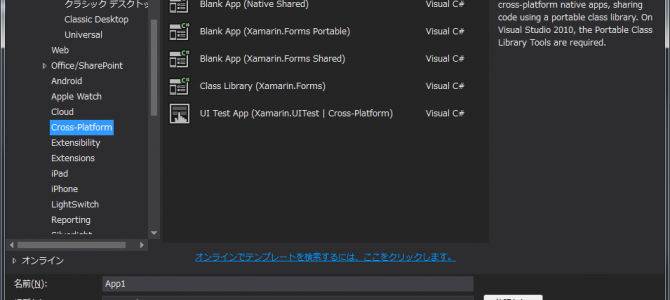 クラシック デスクトッ
Classic Desktop
Universal
Web
Office/SharePoint
Android
Apple Watch
Cloud
Cross-Platform
Extensibility
Extensions
iPad
iPhone
LightSwitch
Reporting
Silverlight
オンライン
Blank App (Native Shared) Visual C#
Blank App (Xamarin.Forms Portable) Visual C#
Blank App (Xamarin.Forms Shared) Visual C#
Class Library (Xamarin.Forms) Visual C#
UI Test App (Xamarin.UITest | Cross-Platform) Visual C#
cross-platform native apps, sharing
code using a portable class library. On
Visual Studio 2010, the Portable Class
Library Tools are required.
オンラインでテンプレートを検索するには、ここをクリックします。
名前(N): App1